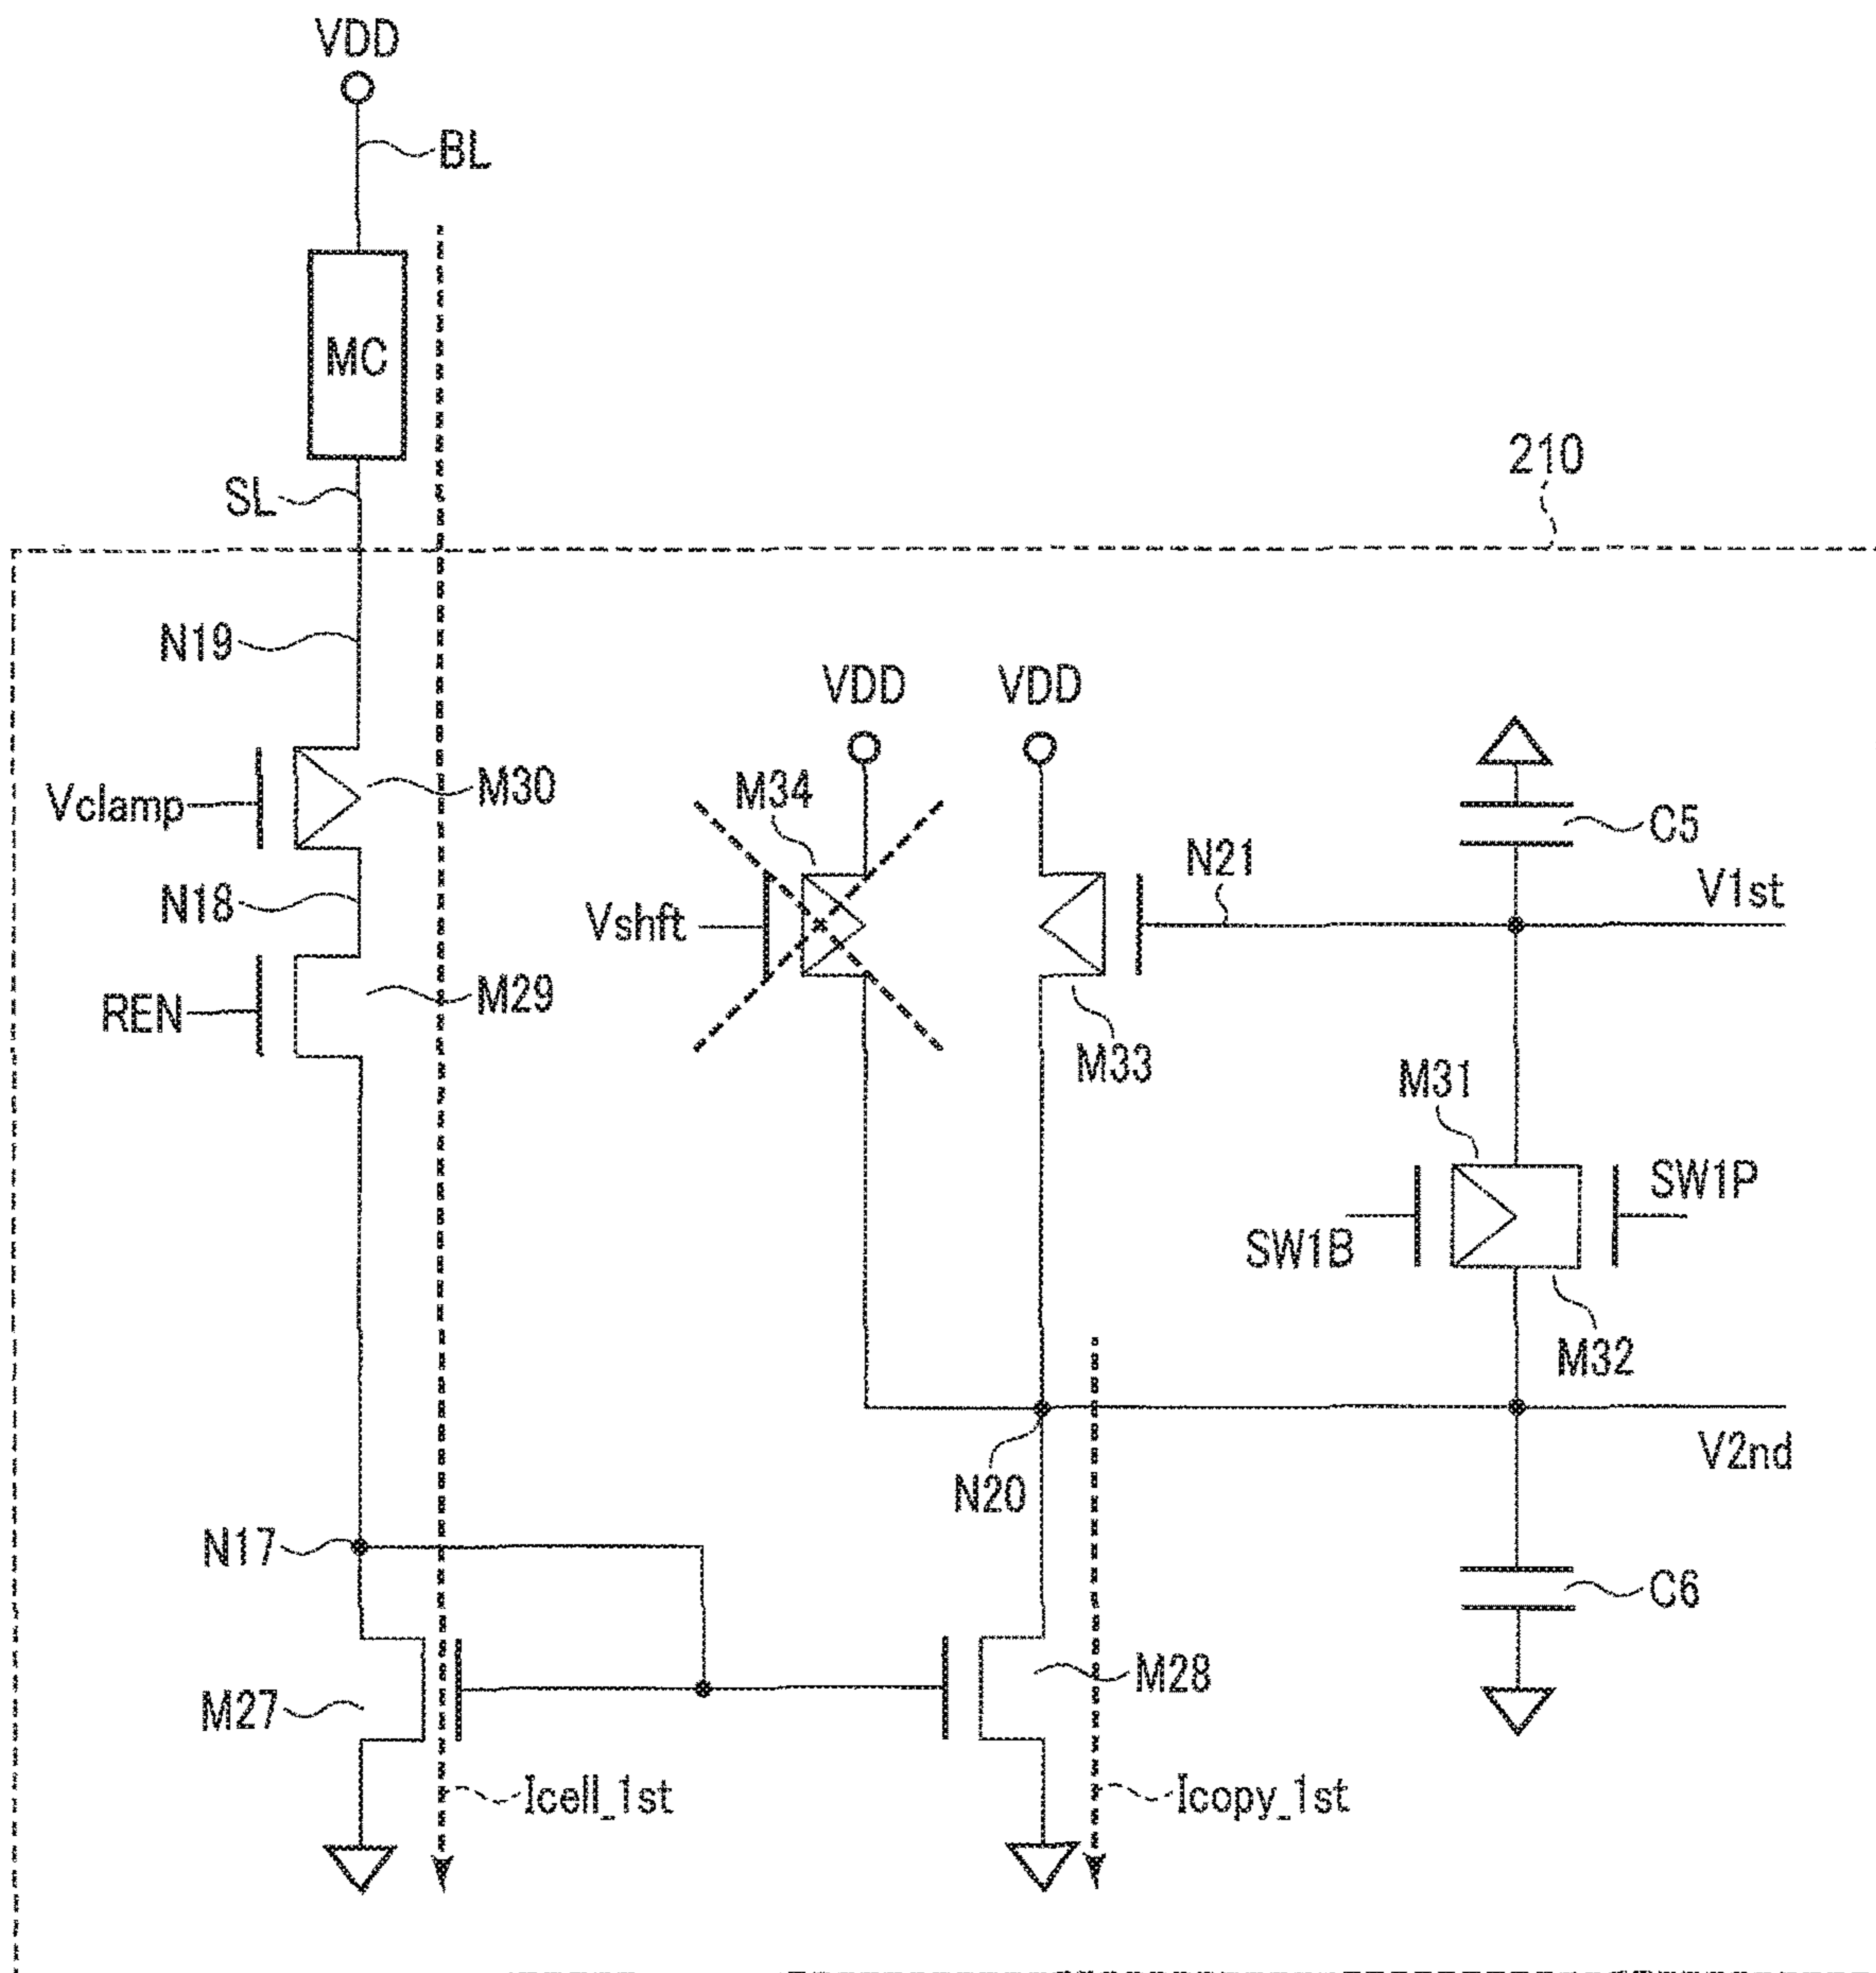 VDD
BL
MC
SL
210
N19
VDD
VDD
M34
Vclamp
M30
C5
N21
V1st
N18
Vshft
REN
M29
M33
M31
SW1P
SW1B
M32
V2nd
N20
N17
C6
M28
M27
Icell_1st
Icopy_1st